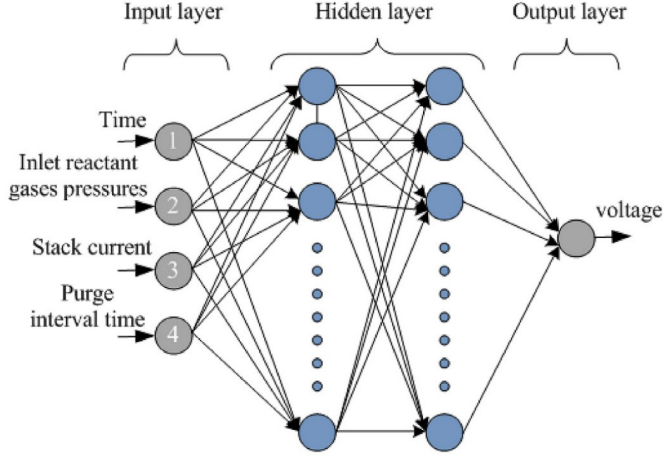 Input layer
Hidden layer
Output layer
Time
1
Inlet reactant
gases pressures
2
Stack current
3
Purge
interval time
4
voltage